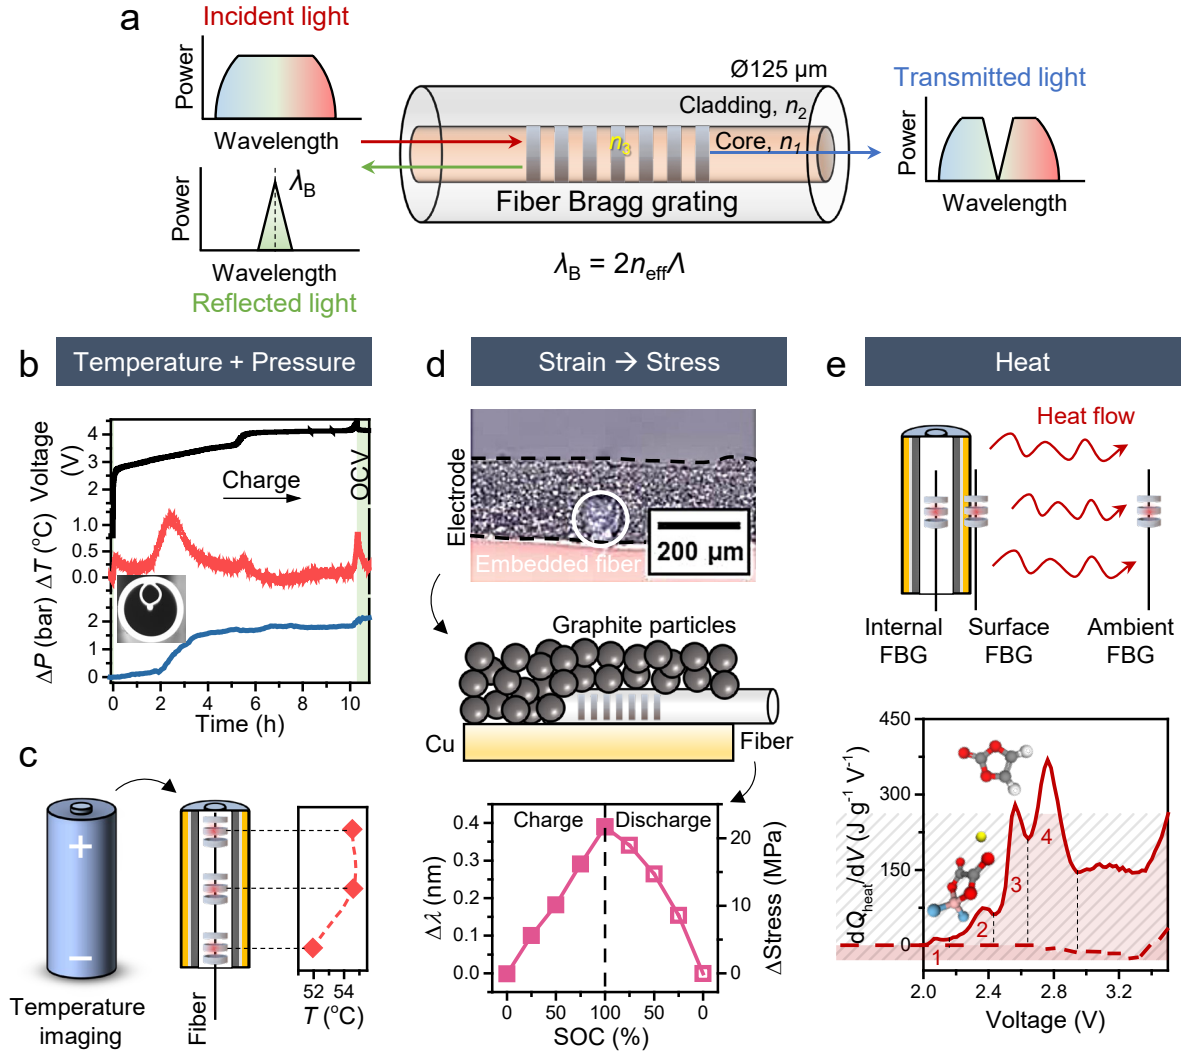 a
Incident light
Power
Wavelength
λB
Power
Wavelength
Reflected light
Ø125 µm
Cladding, n2
n3
Core, n1
Fiber Bragg grating
λB = 2neffΛ
Transmitted light
Power
Wavelength
b
Temperature + Pressure
Voltage (V)
4
3
2
Charge
OCV
ΔT (oC)
1.0
0.5
0.0
ΔP (bar)
2
1
0
0 2 4 6 8 10
Time (h)
c
+
−
Temperature
imaging
Fiber
52 54
T (oC)
d
Strain → Stress
Electrode
200 µm
Embedded fiber
Graphite particles
Cu
Fiber
Charge
Discharge
Δλ (nm)
0.4
0.3
0.2
0.1
0.0
ΔStress (MPa)
20
10
0
0 50 100 50 0
SOC (%)
e
Heat
Heat flow
Internal
FBG
Surface
FBG
Ambient
FBG
dQheat/dV (J g-1 V-1)
450
300
150
0
1
2
3
4
2.0 2.4 2.8 3.2
Voltage (V)